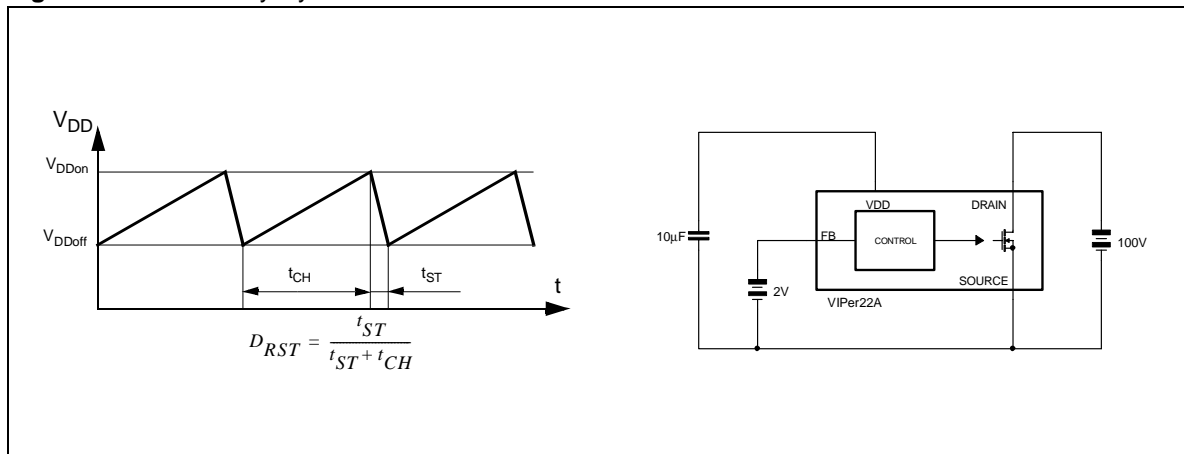 VDD
VDDon
VDDoff
tCH
tST
t
DRST = tST / tST + tCH
10μF
FB
VDD
CONTROL
DRAIN
SOURCE
2V
VIPer22A
100V